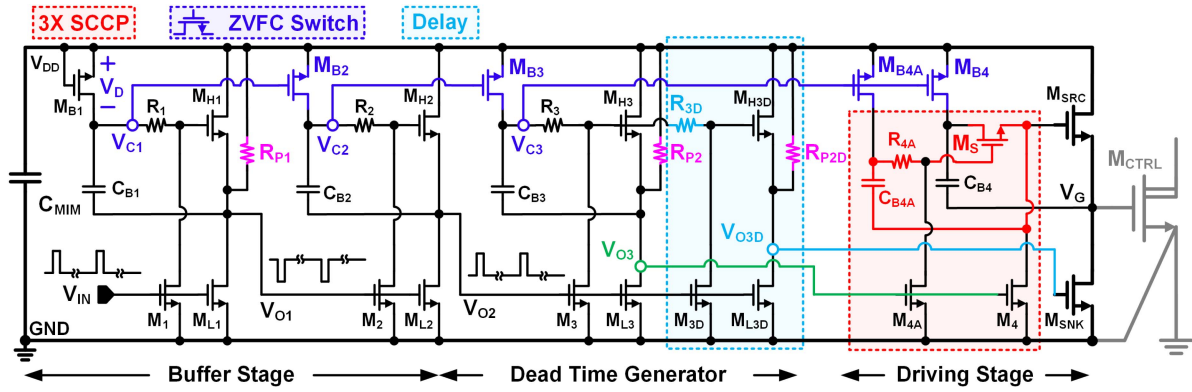 3X SCCP
ZVFC Switch
Delay
VDD
+
VD
−
MB1
R1
MH1
VC1
RP1
MB2
R2
MH2
VC2
MB3
R3
MH3
VC3
R3D
MH3D
RP2
RP2D
MB4A
MB4
MSRC
R4A
MS
MCTRL
CMIM
CB1
CB2
CB3
CB4A
CB4
VG
VO3
VO3D
VIN
VO1
VO2
M1
ML1
M2
ML2
M3
ML3
M3D
ML3D
M4A
M4
MSNK
GND
Buffer Stage
Dead Time Generator
Driving Stage